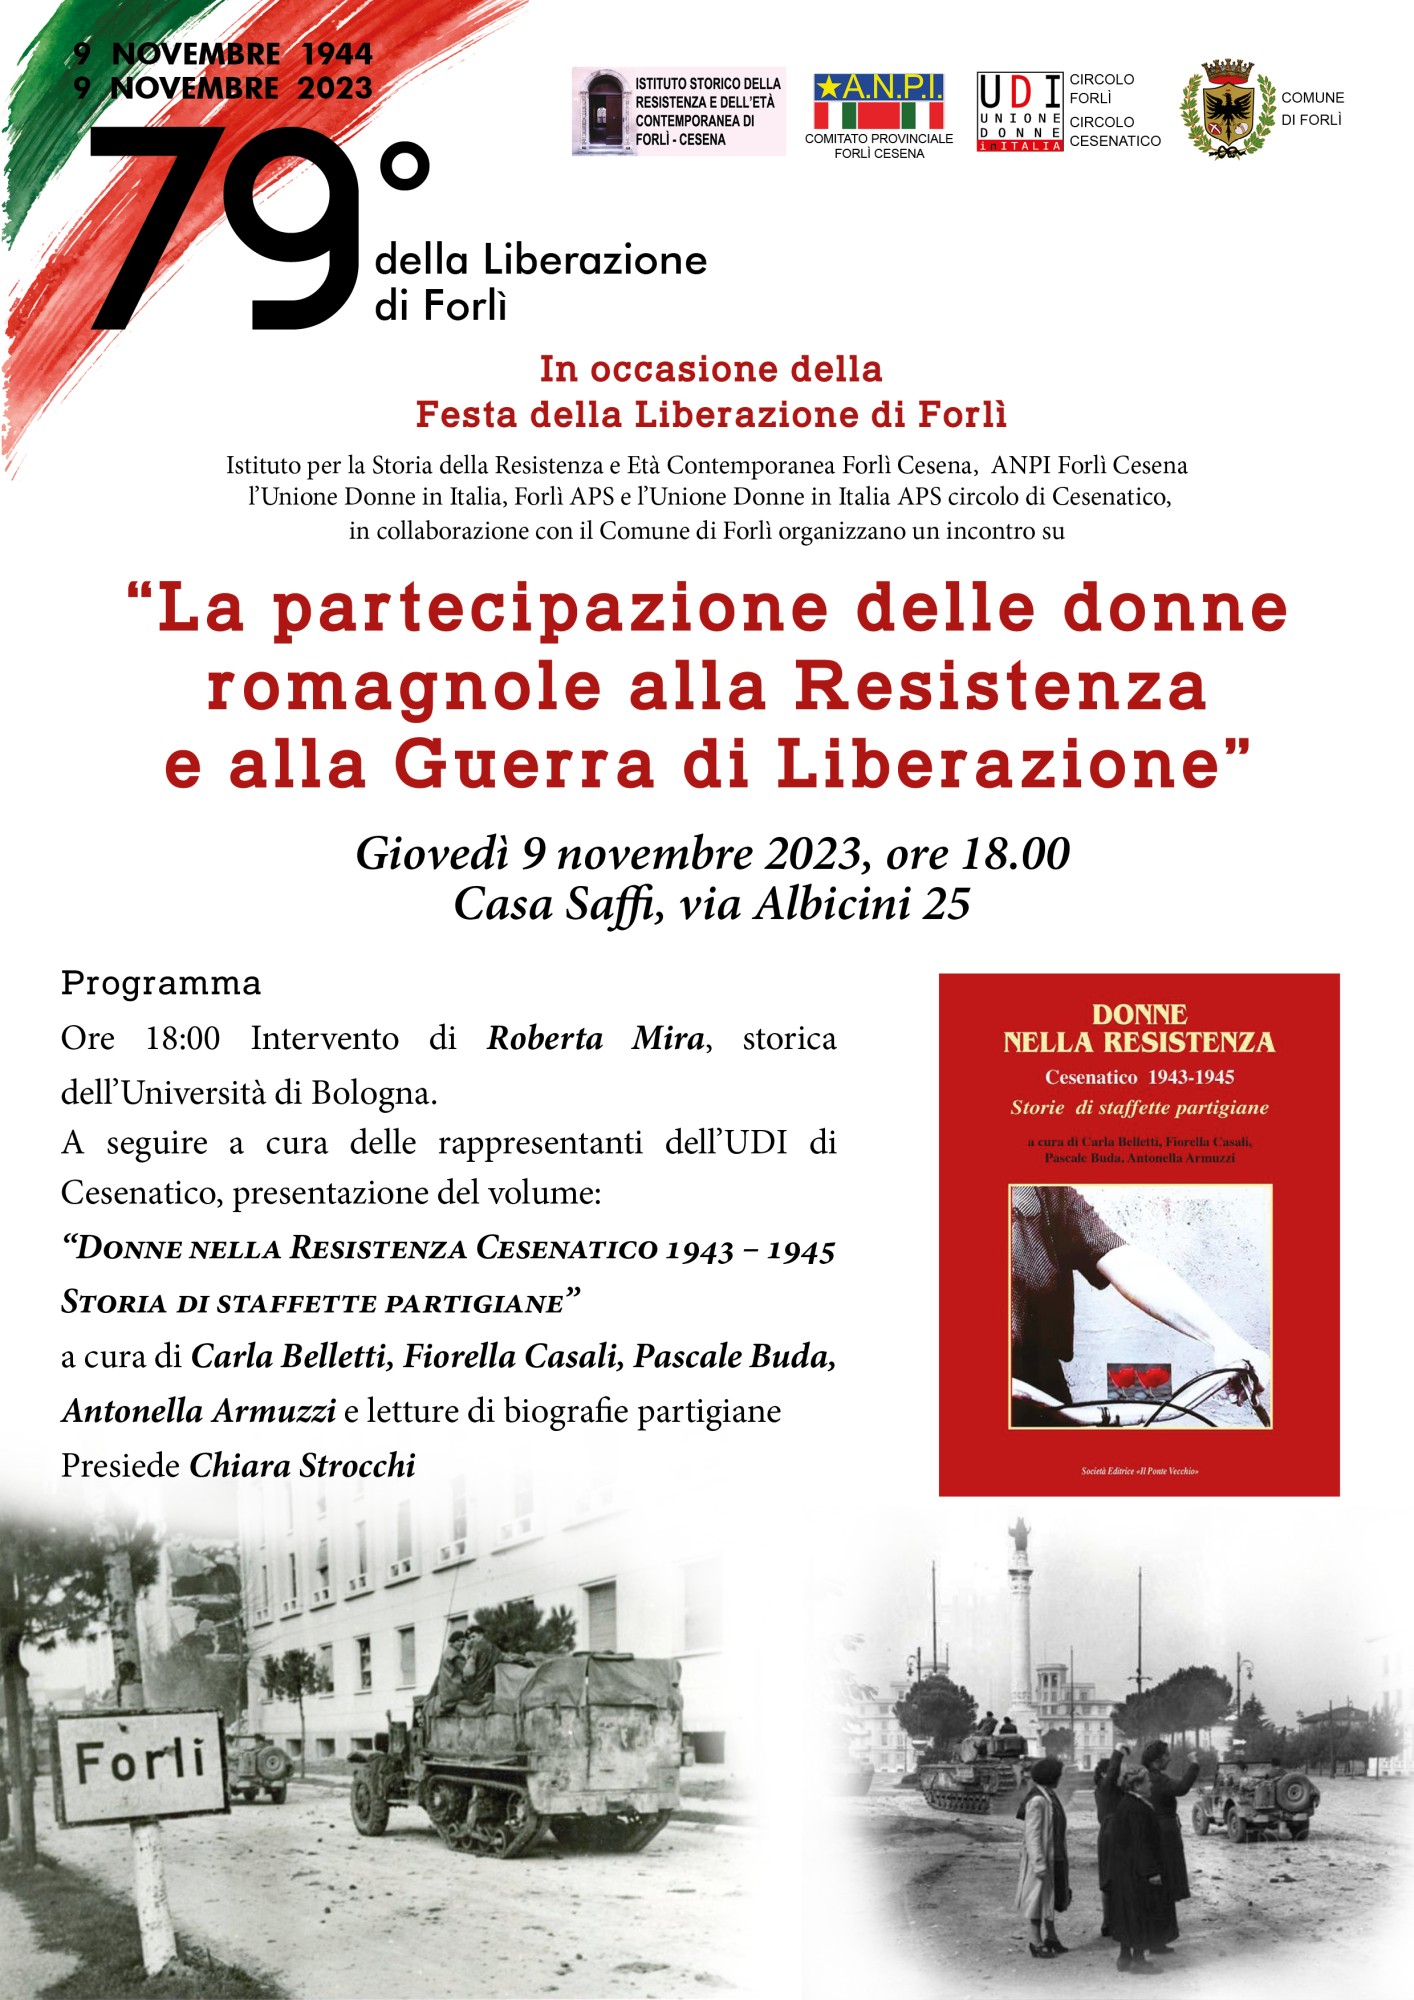 9 NOVEMBRE 1944
9 NOVEMBRE 2023
79°
della Liberazione
di Forlì
ISTITUTO STORICO DELLA
RESISTENZA E DELL'ETÀ
CONTEMPORANEA DI
FORLÌ - CESENA
A.N.P.I.
COMITATO PROVINCIALE
FORLÌ CESENA
UDI
UNIONE
DONNE
in ITALIA
CIRCOLO
FORLÌ
CIRCOLO
CESENATICO
COMUNE
DI FORLÌ
In occasione della
Festa della Liberazione di Forlì
Istituto per la Storia della Resistenza e Età Contemporanea Forlì Cesena, ANPI Forlì Cesena
l'Unione Donne in Italia, Forlì APS e l'Unione Donne in Italia APS circolo di Cesenatico,
in collaborazione con il Comune di Forlì organizzano un incontro su
“La partecipazione delle donne
romagnole alla Resistenza
e alla Guerra di Liberazione”
Giovedì 9 novembre 2023, ore 18.00
Casa Saffi, via Albicini 25
Programma
Ore 18:00 Intervento di Roberta Mira, storica
dell'Università di Bologna.
A seguire a cura delle rappresentanti dell'UDI di
Cesenatico, presentazione del volume:
“Donne nella Resistenza Cesenatico 1943 – 1945
Storia di staffette partigiane”
a cura di Carla Belletti, Fiorella Casali, Pascale Buda,
Antonella Armuzzi e letture di biografie partigiane
Presiede Chiara Strocchi
DONNE
NELLA RESISTENZA
Cesenatico 1943-1945
Storie di staffette partigiane
a cura di Carla Belletti, Fiorella Casali,
Pascale Buda, Antonella Armuzzi
Società Editrice «Il Ponte Vecchio»
Forlì